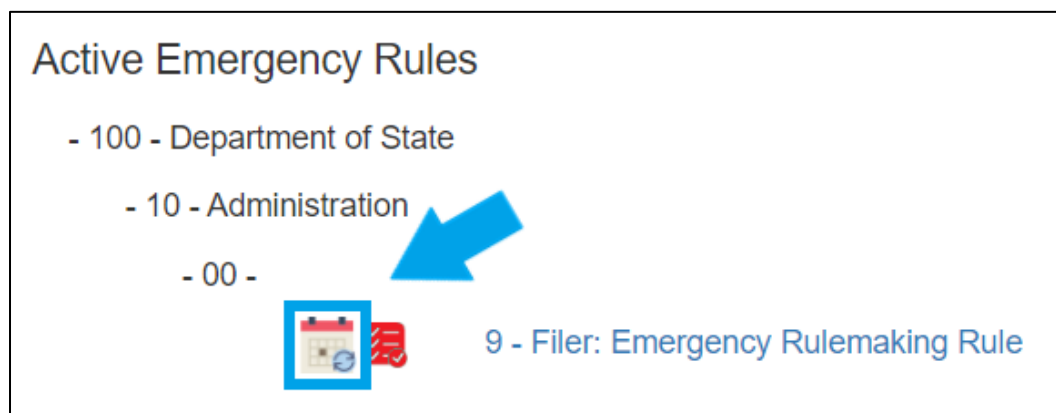 Active Emergency Rules
- 100 - Department of State
- 10 - Administration
- 00 -
9 - Filer: Emergency Rulemaking Rule